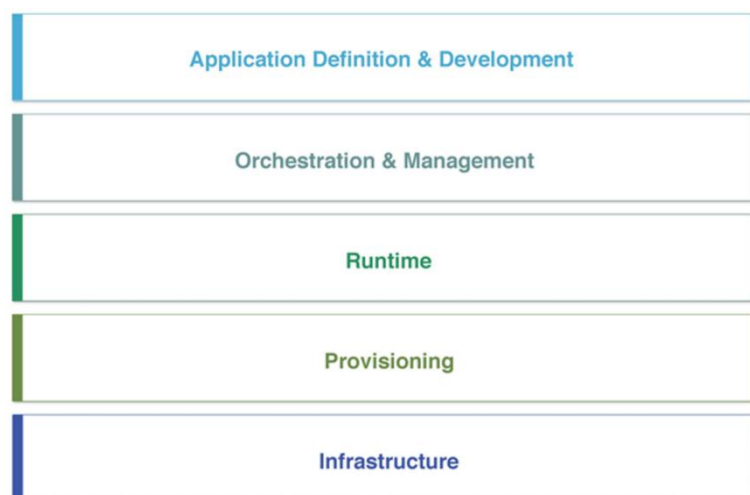 Application Definition & Development
Orchestration & Management
Runtime
Provisioning
Infrastructure